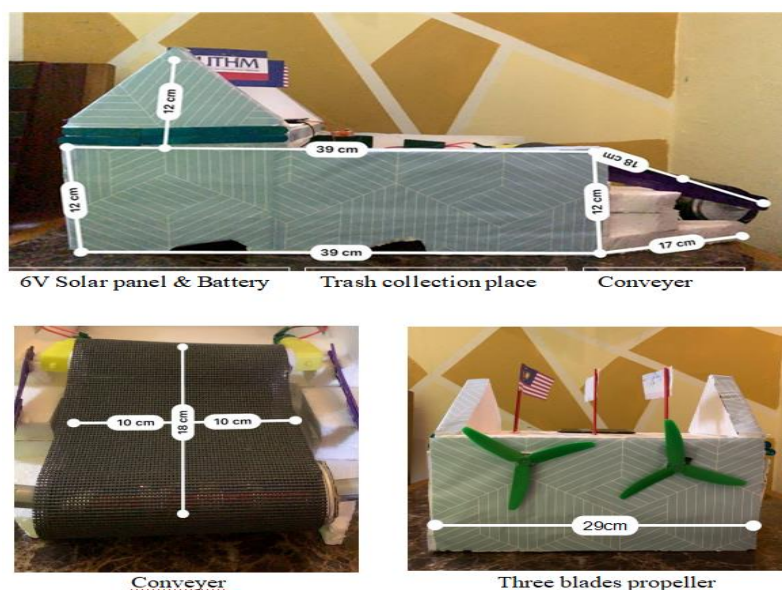 UTHM
12 cm
39 cm
18 cm
12 cm
12 cm
39 cm
17 cm
6V Solar panel & Battery Trash collection place Conveyer
10 cm 18 cm 10 cm
29cm
Conveyer Three blades propeller